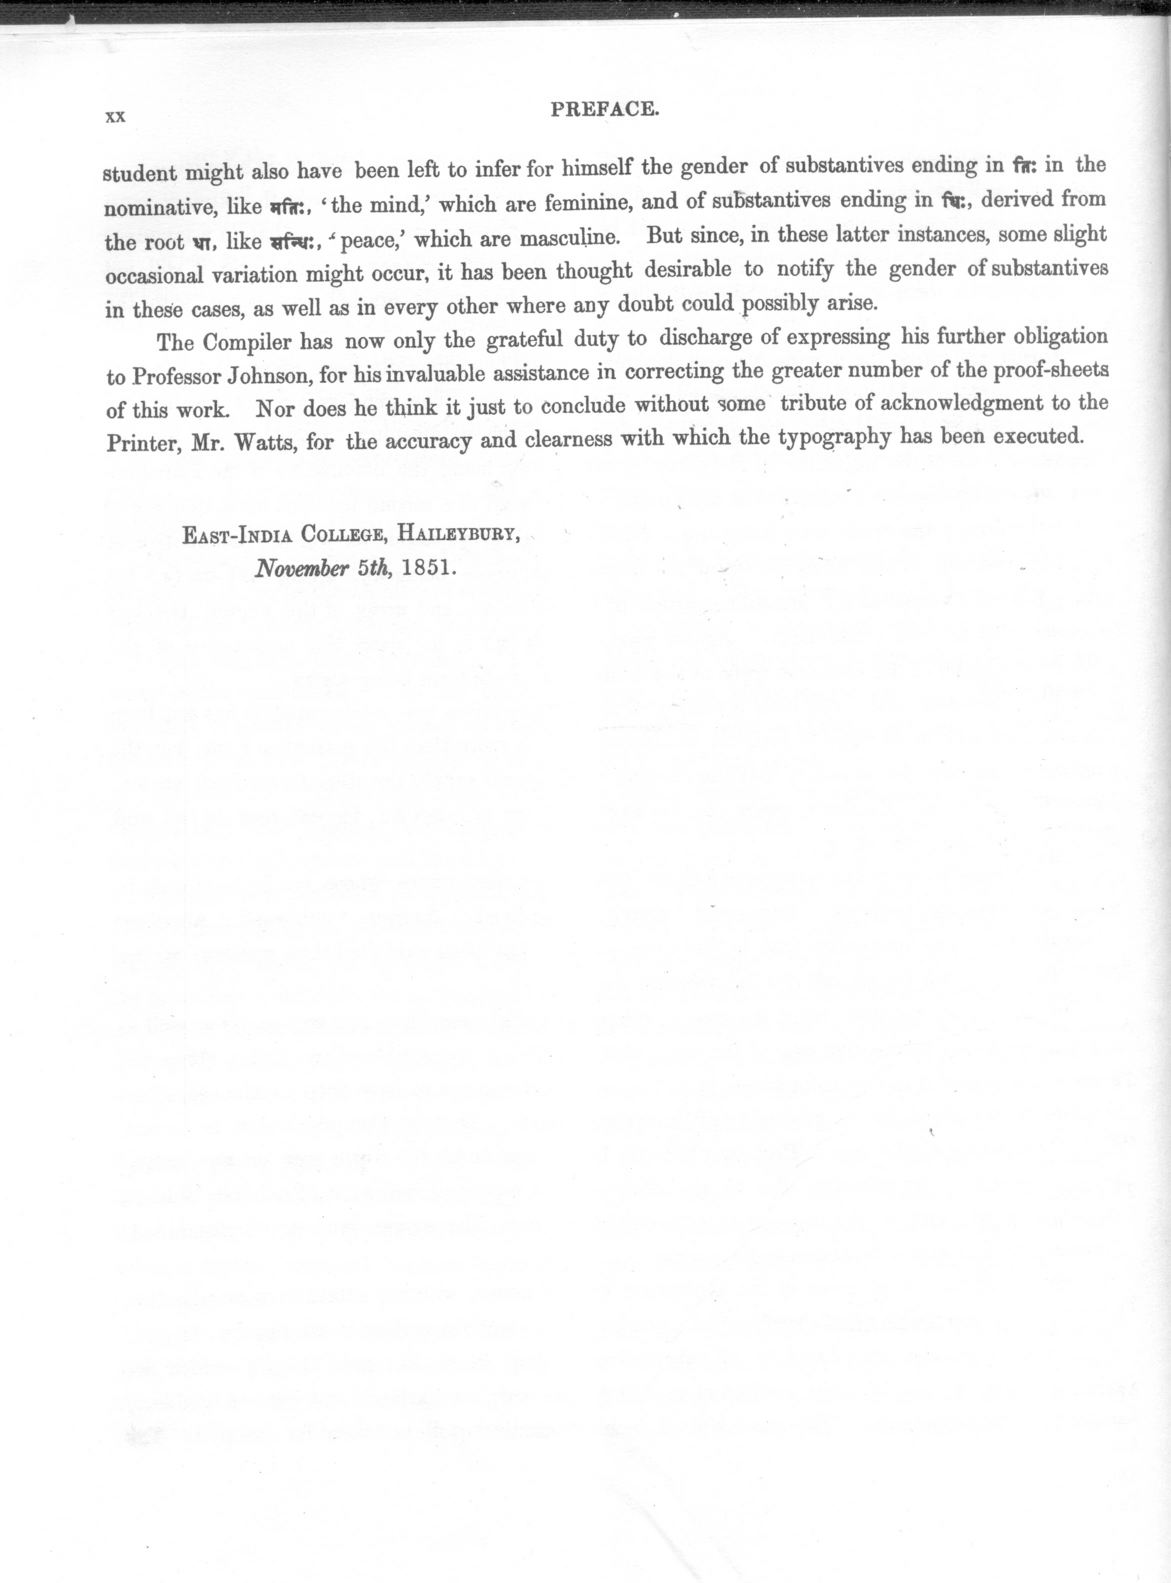 xx
PREFACE.
student might also have been left to infer for himself the gender of substantives ending in तिः in the
nominative, like मतिः, ‘the mind,’ which are feminine, and of substantives ending in धिः, derived from
the root धा, like सन्धिः, ‘peace,’ which are masculine. But since, in these latter instances, some slight
occasional variation might occur, it has been thought desirable to notify the gender of substantives
in these cases, as well as in every other where any doubt could possibly arise.
The Compiler has now only the grateful duty to discharge of expressing his further obligation
to Professor Johnson, for his invaluable assistance in correcting the greater number of the proof-sheets
of this work. Nor does he think it just to conclude without some tribute of acknowledgment to the
Printer, Mr. Watts, for the accuracy and clearness with which the typography has been executed.
East-India College, Haileybury,
November 5th, 1851.